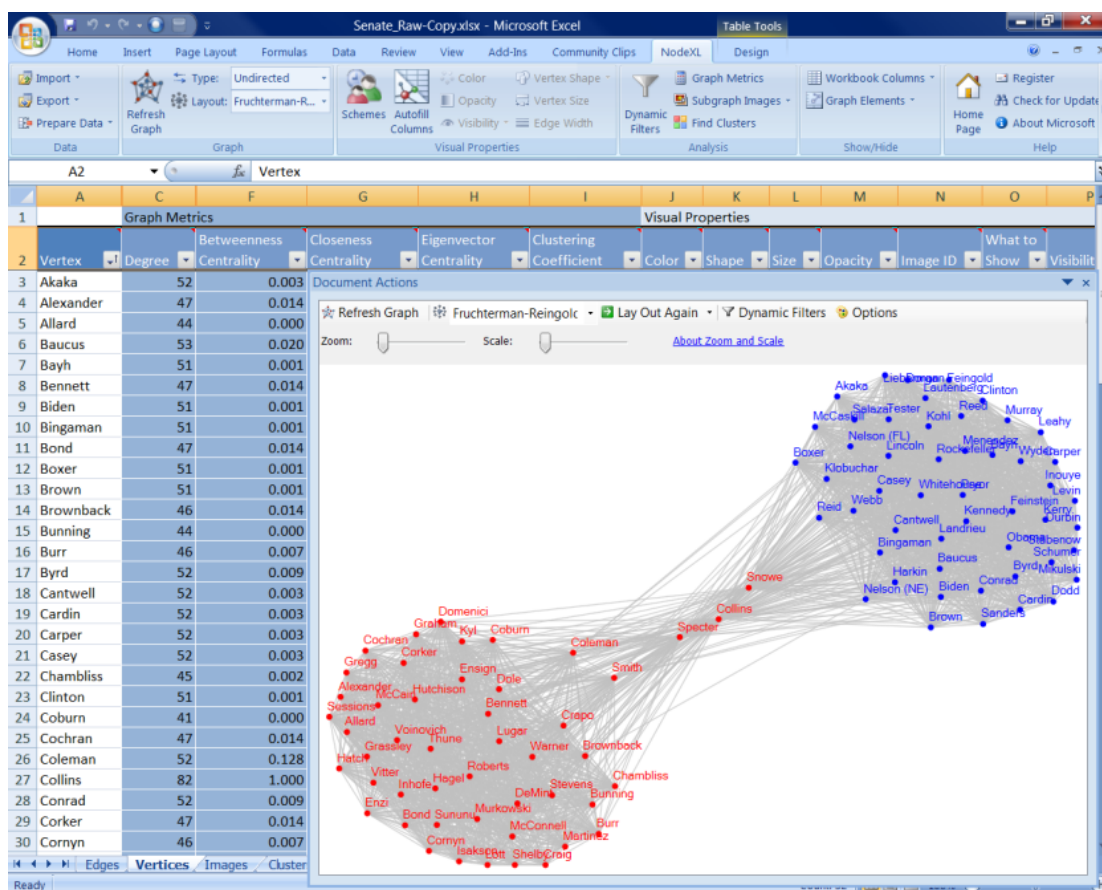 Senate_Raw-Copy.xlsx - Microsoft Excel
Table Tools
Home Insert Page Layout Formulas Data Review View Add-Ins Community Clips NodeXL Design
Import Type: Undirected Color Vertex Shape Graph Metrics Workbook Columns Register
Export Layout: Fruchterman-R... Opacity Vertex Size Subgraph Images Graph Elements Check for Update
Prepare Data Refresh Graph Schemes Autofill Columns Visibility Edge Width Dynamic Filters Find Clusters Home Page About Microsoft
Data Graph Visual Properties Analysis Show/Hide Help
A2 fx Vertex
A C F G H I J K L M N O P
1 Graph Metrics Visual Properties
2 Vertex Degree Betweenness Centrality Closeness Centrality Eigenvector Centrality Clustering Coefficient Color Shape Size Opacity Image ID What to Show Visibilit
3 Akaka 52 0.003
4 Alexander 47 0.014
5 Allard 44 0.000
6 Baucus 53 0.020
7 Bayh 51 0.001
8 Bennett 47 0.014
9 Biden 51 0.001
10 Bingaman 51 0.001
11 Bond 47 0.014
12 Boxer 51 0.001
13 Brown 51 0.001
14 Brownback 46 0.014
15 Bunning 44 0.000
16 Burr 46 0.007
17 Byrd 52 0.009
18 Cantwell 52 0.003
19 Cardin 52 0.003
20 Carper 52 0.003
21 Casey 52 0.003
22 Chambliss 45 0.002
23 Clinton 51 0.001
24 Coburn 41 0.000
25 Cochran 47 0.014
26 Coleman 52 0.128
27 Collins 82 1.000
28 Conrad 52 0.009
29 Corker 47 0.014
30 Cornyn 46 0.007
Document Actions
Refresh Graph Fruchterman-Reingold Lay Out Again Dynamic Filters Options
Zoom: Scale: About Zoom and Scale
Feingold
Akaka Lautenberg Clinton
Salazar Tester Kohl Reed Murray
Leahy
Nelson (FL) Menendez
Boxer Lincoln
Klobuchar Inouye
Casey Levin
Reid Webb Feinstein
Cantwell Kennedy Kerry
Landrieu Durbin
Bingaman Obama
Baucus Schumer
Harkin Byrd Mikulski
Nelson (NE) Biden Conrad Dodd
Brown Sanders Cardin
Snowe
Collins
Specter
Domenici
Graham Kyl Coburn
Cochran Coleman
Gregg Corker
Ensign Smith
Alexander McCain Hutchison Dole
Sessions Bennett
Allard Crapo
Voinovich Lugar
Grassley Thune Warner Brownback
Hatch Roberts
Vitter Inhofe Hagel Chambliss
Enzi DeMint Stevens Bunning
Bond Sununu Murkowski
McConnell Burr
Cornyn Martinez
Isakson Lott Shelby Craig
Edges Vertices Images Cluster
Ready